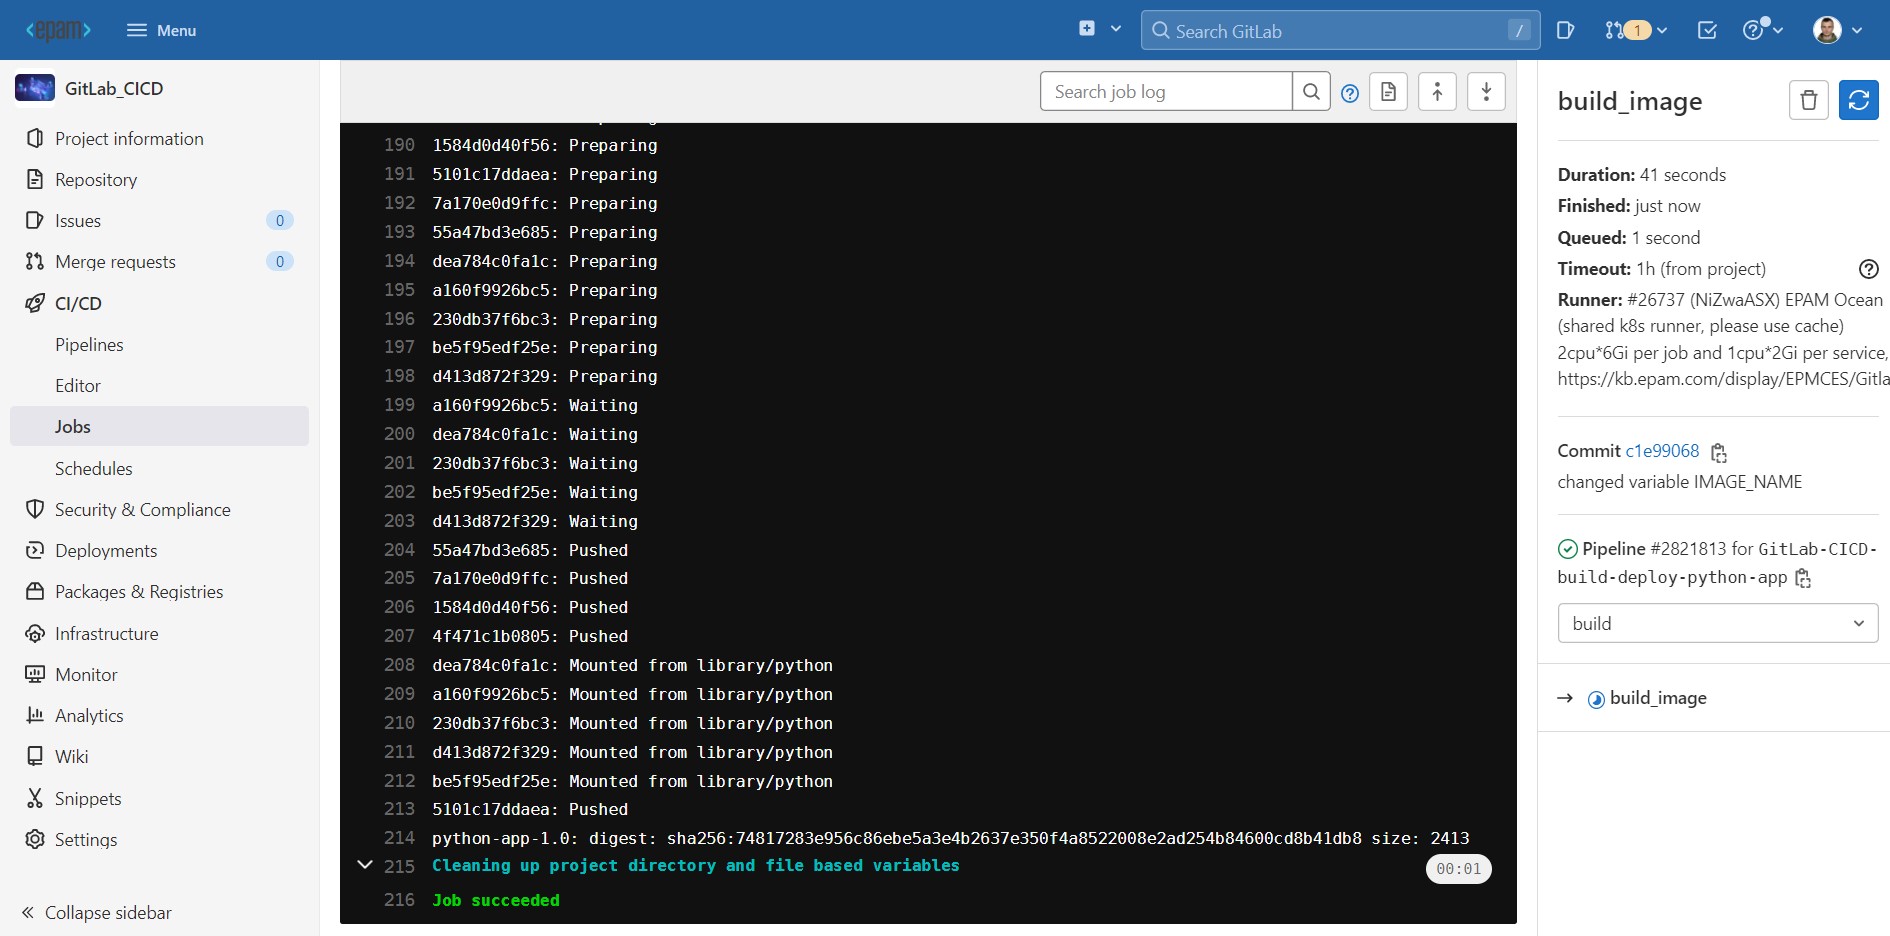 <epam>
Menu
Search GitLab
/
1
GitLab_CICD
Project information
Repository
Issues 0
Merge requests 0
CI/CD
Pipelines
Editor
Jobs
Schedules
Security & Compliance
Deployments
Packages & Registries
Infrastructure
Monitor
Analytics
Wiki
Snippets
Settings
Collapse sidebar
Search job log
190 1584d0d40f56: Preparing
191 5101c17ddaea: Preparing
192 7a170e0d9ffc: Preparing
193 55a47bd3e685: Preparing
194 dea784c0fa1c: Preparing
195 a160f9926bc5: Preparing
196 230db37f6bc3: Preparing
197 be5f95edf25e: Preparing
198 d413d872f329: Preparing
199 a160f9926bc5: Waiting
200 dea784c0fa1c: Waiting
201 230db37f6bc3: Waiting
202 be5f95edf25e: Waiting
203 d413d872f329: Waiting
204 55a47bd3e685: Pushed
205 7a170e0d9ffc: Pushed
206 1584d0d40f56: Pushed
207 4f471c1b0805: Pushed
208 dea784c0fa1c: Mounted from library/python
209 a160f9926bc5: Mounted from library/python
210 230db37f6bc3: Mounted from library/python
211 d413d872f329: Mounted from library/python
212 be5f95edf25e: Mounted from library/python
213 5101c17ddaea: Pushed
214 python-app-1.0: digest: sha256:74817283e956c86ebe5a3e4b2637e350f4a8522008e2ad254b84600cd8b41db8 size: 2413
215 Cleaning up project directory and file based variables 00:01
216 Job succeeded
build_image
Duration: 41 seconds
Finished: just now
Queued: 1 second
Timeout: 1h (from project)
Runner: #26737 (NiZwaASX) EPAM Ocean
(shared k8s runner, please use cache)
2cpu*6Gi per job and 1cpu*2Gi per service,
https://kb.epam.com/display/EPMCES/Gitla
Commit c1e99068
changed variable IMAGE_NAME
Pipeline #2821813 for GitLab-CICD-
build-deploy-python-app
build
build_image